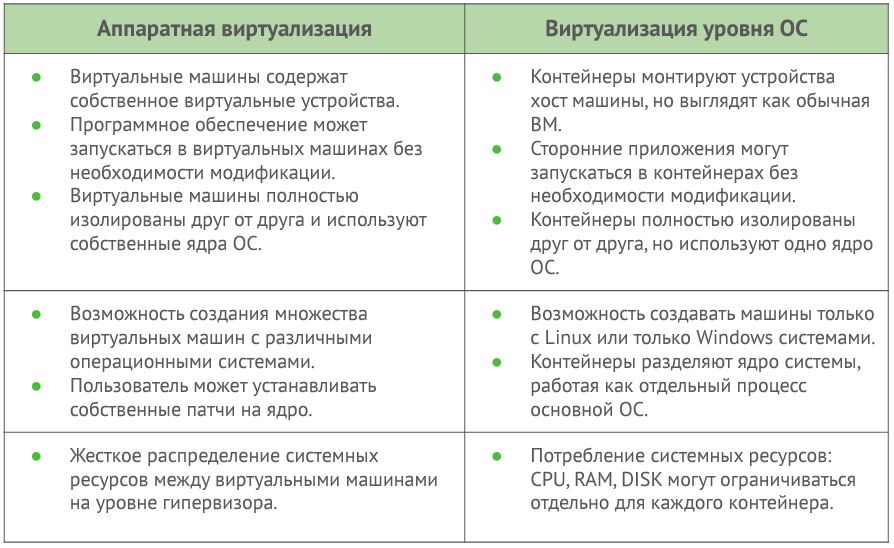 Аппаратная виртуализация
Виртуализация уровня ОС
● Виртуальные машины содержат
собственное виртуальные устройства.
● Программное обеспечение может
запускаться в виртуальных машинах без
необходимости модификации.
● Виртуальные машины полностью
изолированы друг от друга и используют
собственные ядра ОС.
● Контейнеры монтируют устройства
хост машины, но выглядят как обычная
ВМ.
● Сторонние приложения могут
запускаться в контейнерах без
необходимости модификации.
● Контейнеры полностью изолированы
друг от друга, но используют одно ядро
ОС.
● Возможность создания множества
виртуальных машин с различными
операционными системами.
● Пользователь может устанавливать
собственные патчи на ядро.
● Возможность создавать машины только
с Linux или только Windows системами.
● Контейнеры разделяют ядро системы,
работая как отдельный процесс
основной ОС.
● Жесткое распределение системных
ресурсов между виртуальными машинами
на уровне гипервизора.
● Потребление системных ресурсов:
CPU, RAM, DISK могут ограничиваться
отдельно для каждого контейнера.